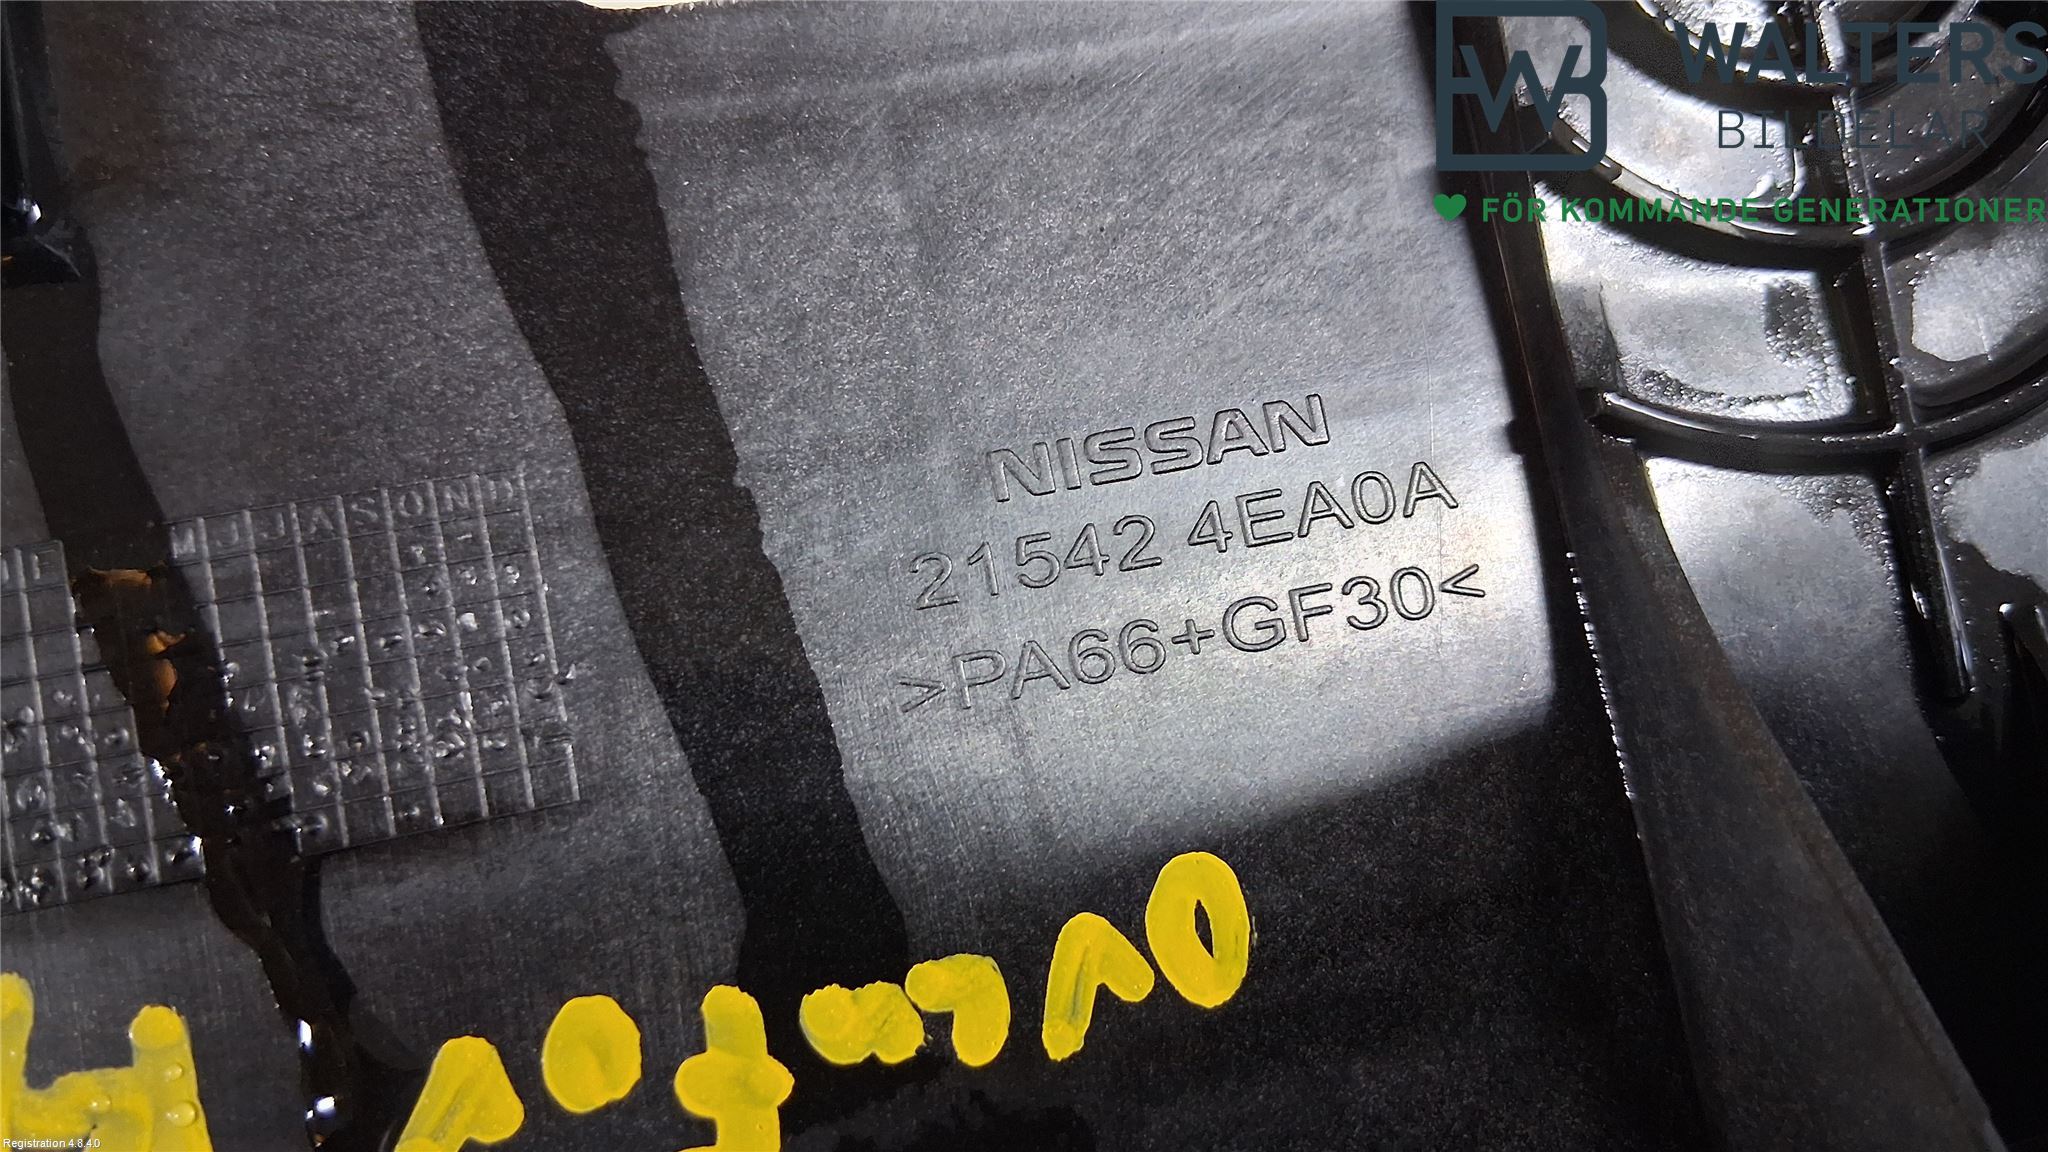 WALTERS
BILDELAR
FÖR KOMMANDE GENERATIONER
NISSAN
21542 4EA0A
>PA66+GF30<
M J J A S O N D
Registration 4.8.4.0